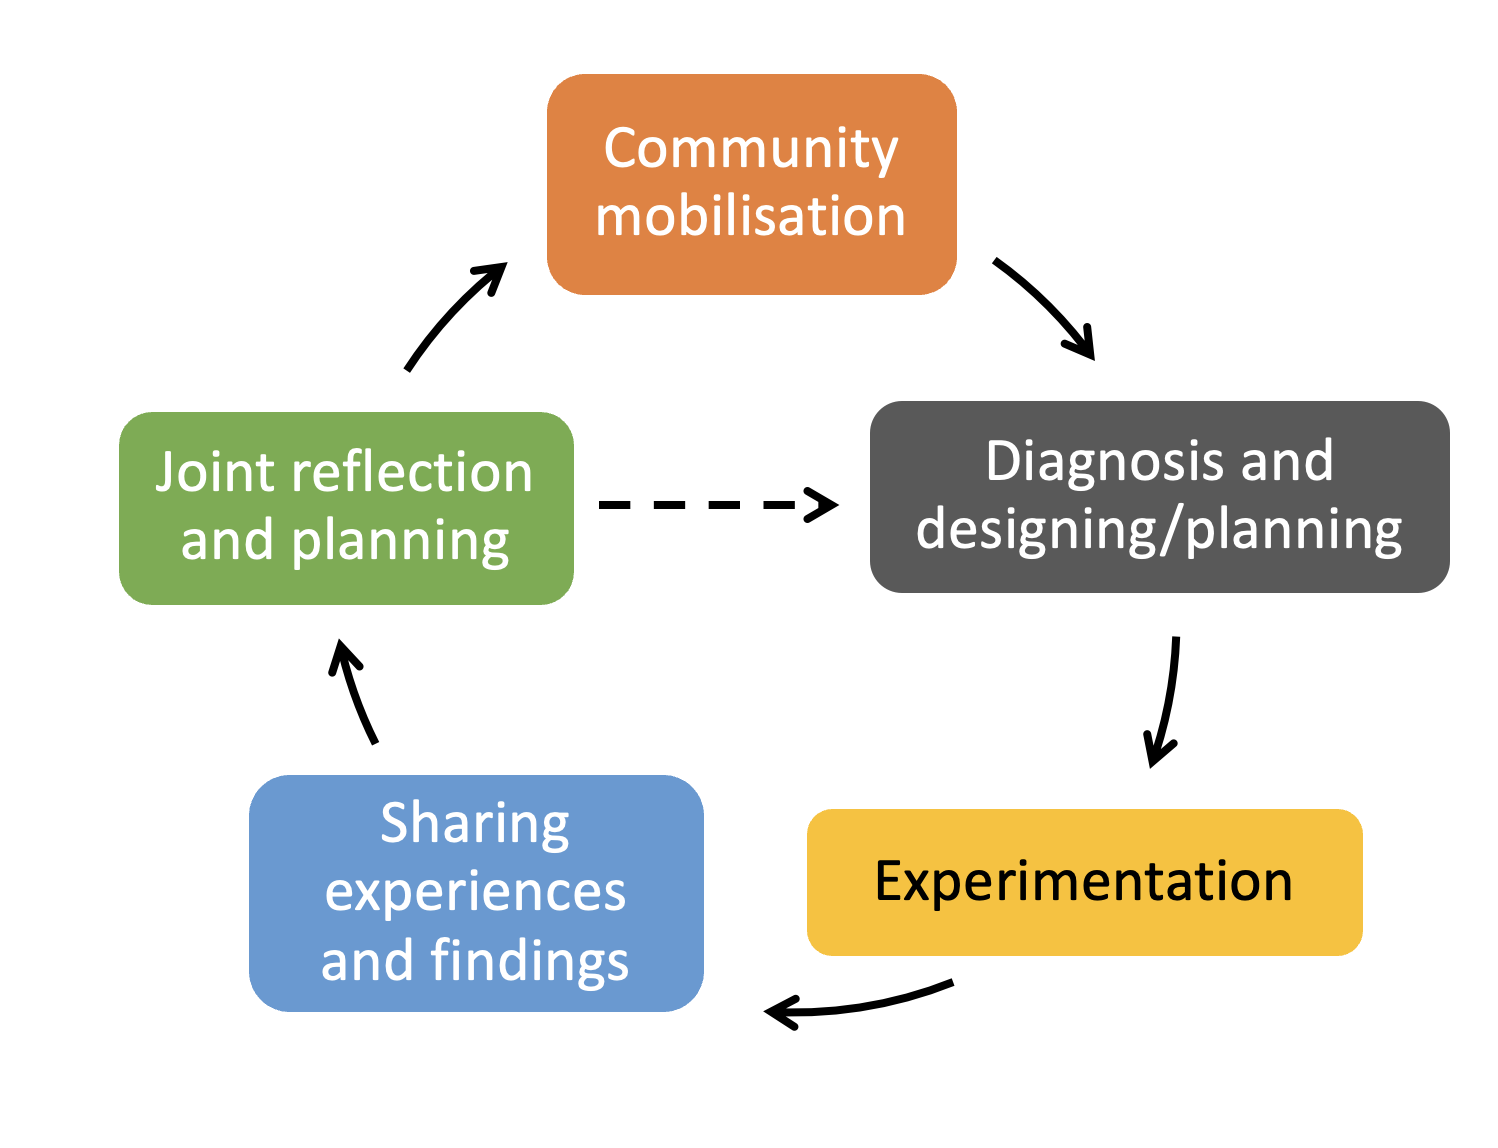 Community
mobilisation
Joint reflection
and planning
Diagnosis and
designing/planning
Sharing
experiences
and findings
Experimentation